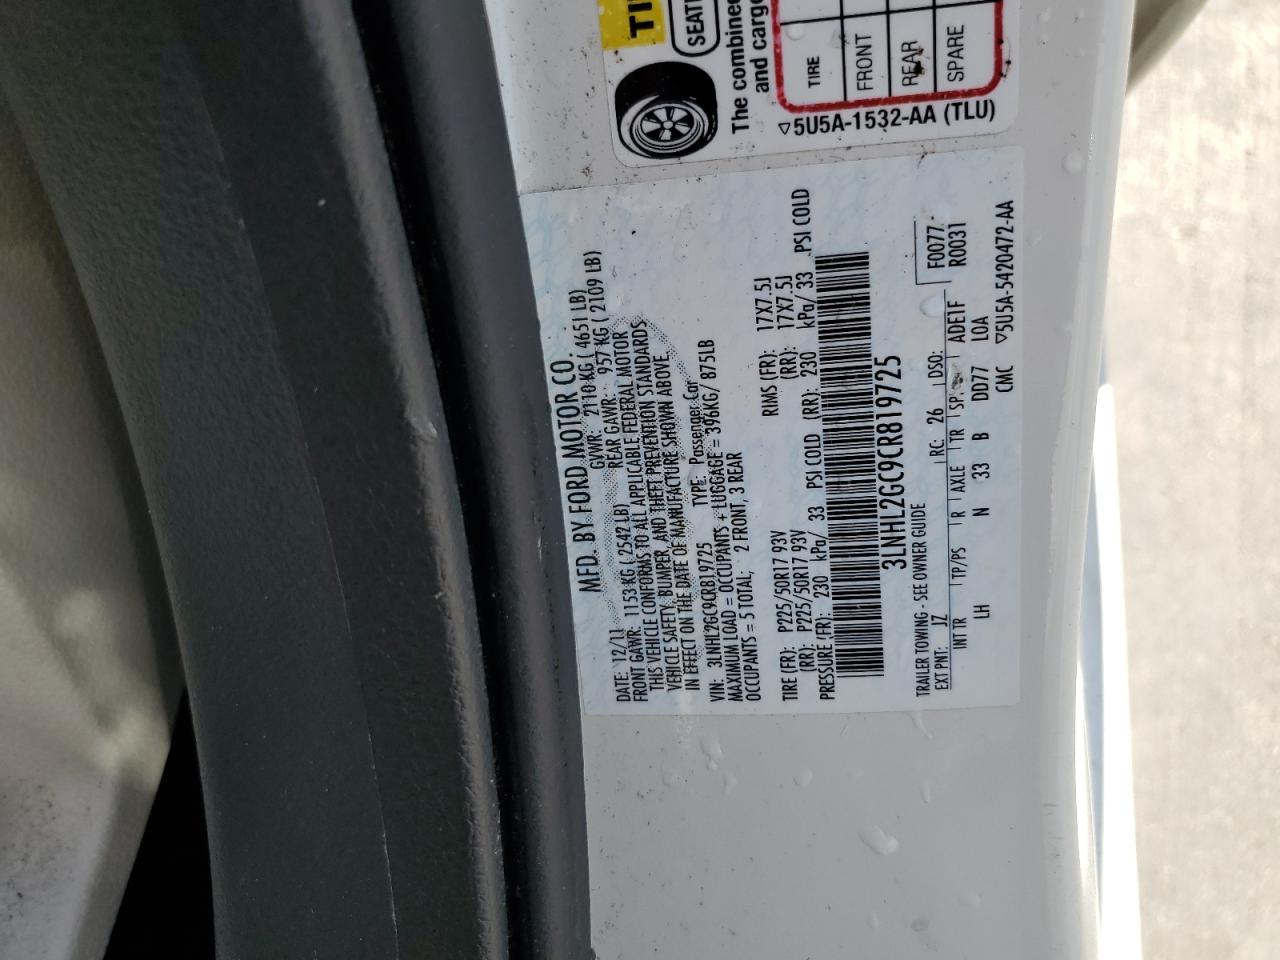 TIRE
FRONT
REAR
SPARE
The combined
and cargo
5U5A-1532-AA (TLU)
MFD. BY FORD MOTOR CO.
DATE: 12/11 GVWR: 2110 KG ( 4651 LB)
FRONT GAWR: 1153 KG ( 2542 LB) REAR GAWR: 957 KG ( 2109 LB)
THIS VEHICLE CONFORMS TO ALL APPLICABLE FEDERAL MOTOR
VEHICLE SAFETY, BUMPER, AND THEFT PREVENTION STANDARDS
IN EFFECT ON THE DATE OF MANUFACTURE SHOWN ABOVE
VIN: 3LNHL2GC9CR819725 TYPE: Passenger Car
MAXIMUM LOAD = OCCUPANTS + LUGGAGE = 396KG/ 875LB
OCCUPANTS = 5 TOTAL; 2 FRONT, 3 REAR
TIRE (FR): P225/50R17 93V RIMS (FR): 17X7.5J
(RR): P225/50R17 93V (RR): 17X7.5J
PRESSURE (FR): 230 kPa/ 33 PSI COLD (RR): 230 kPa/ 33 PSI COLD
3LNHL2GC9CR819725
F0077
R0031
TRAILER TOWING - SEE OWNER GUIDE
EXT PNT: JZ RC: 26 DSO: ADE1F
INT TR TP/PS R AXLE TR SP:
LH N 33 B DD77 L0A
CMC 5U5A-5420472-AA